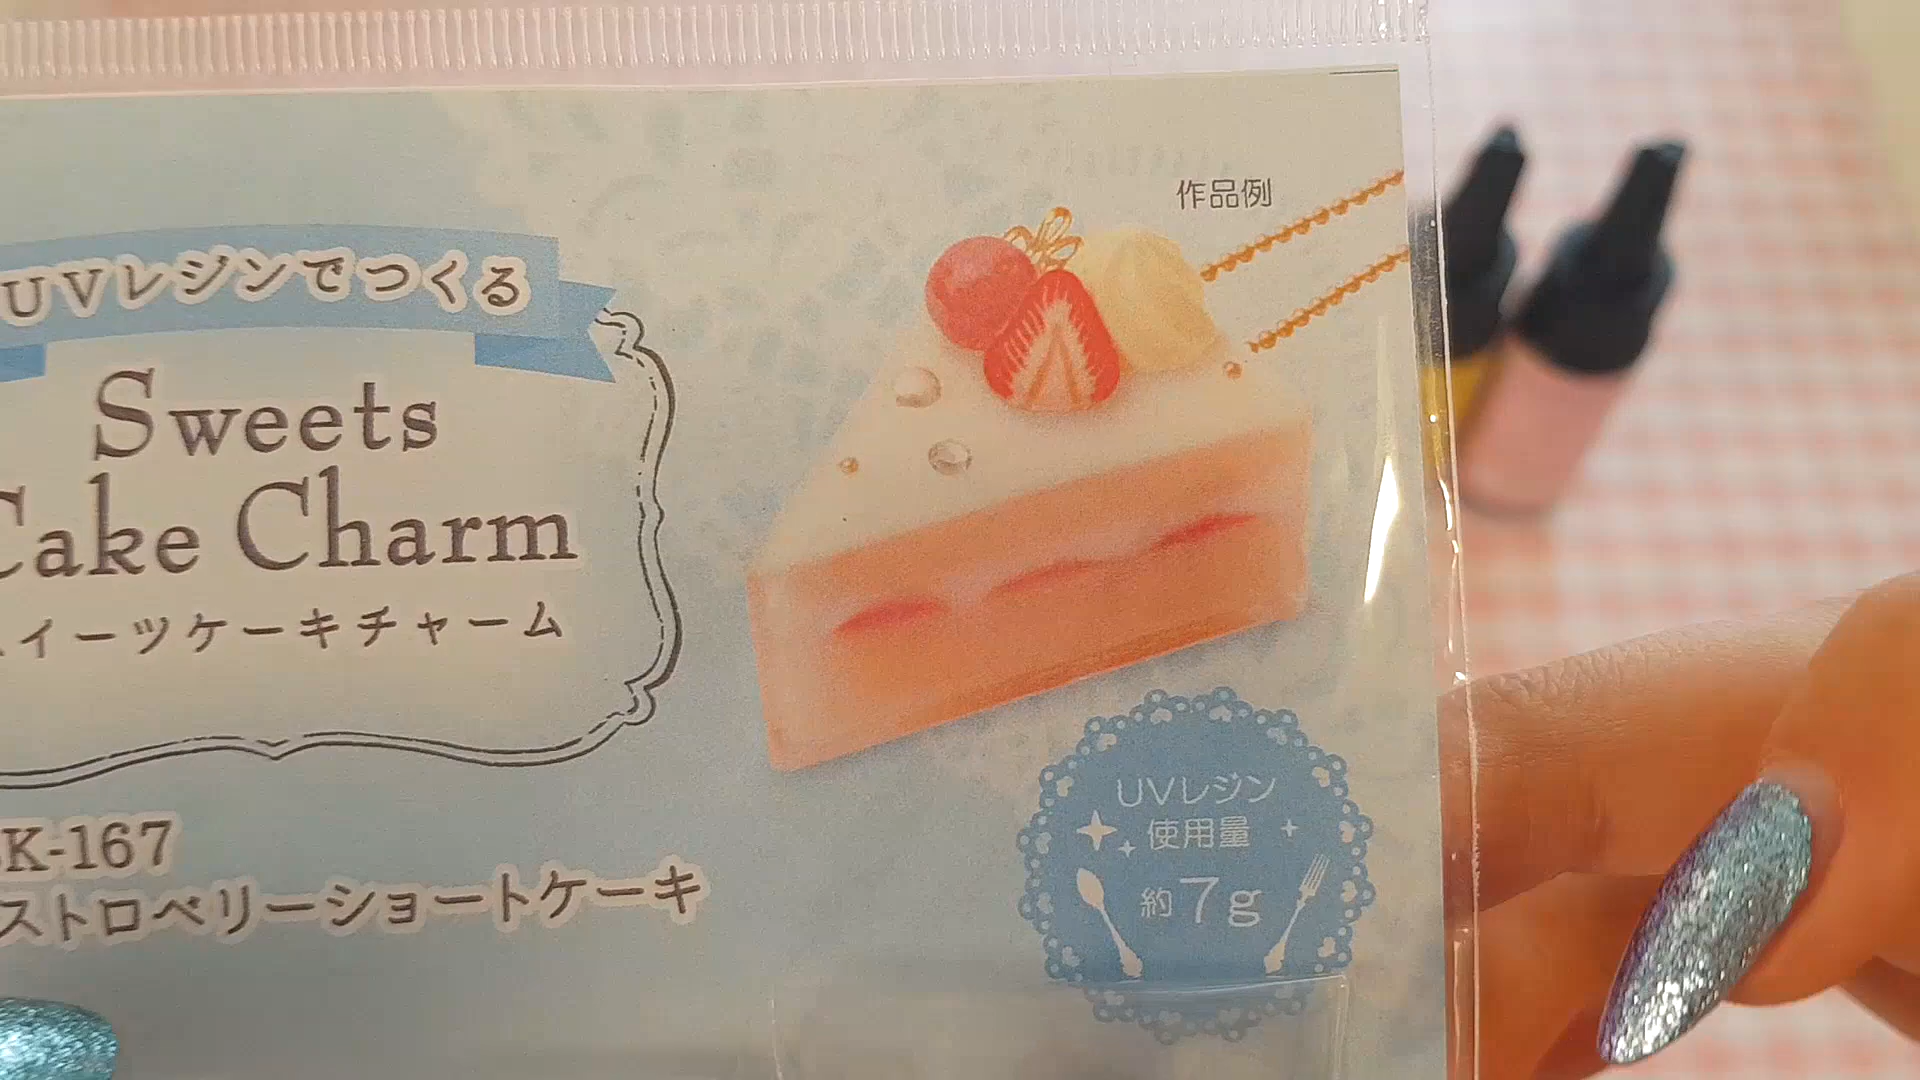 UVレジンでつくる
Sweets
Cake Charm
イーツケーキチャーム
K-167
ストロベリーショートケーキ
作品例
UVレジン
使用量
約7g